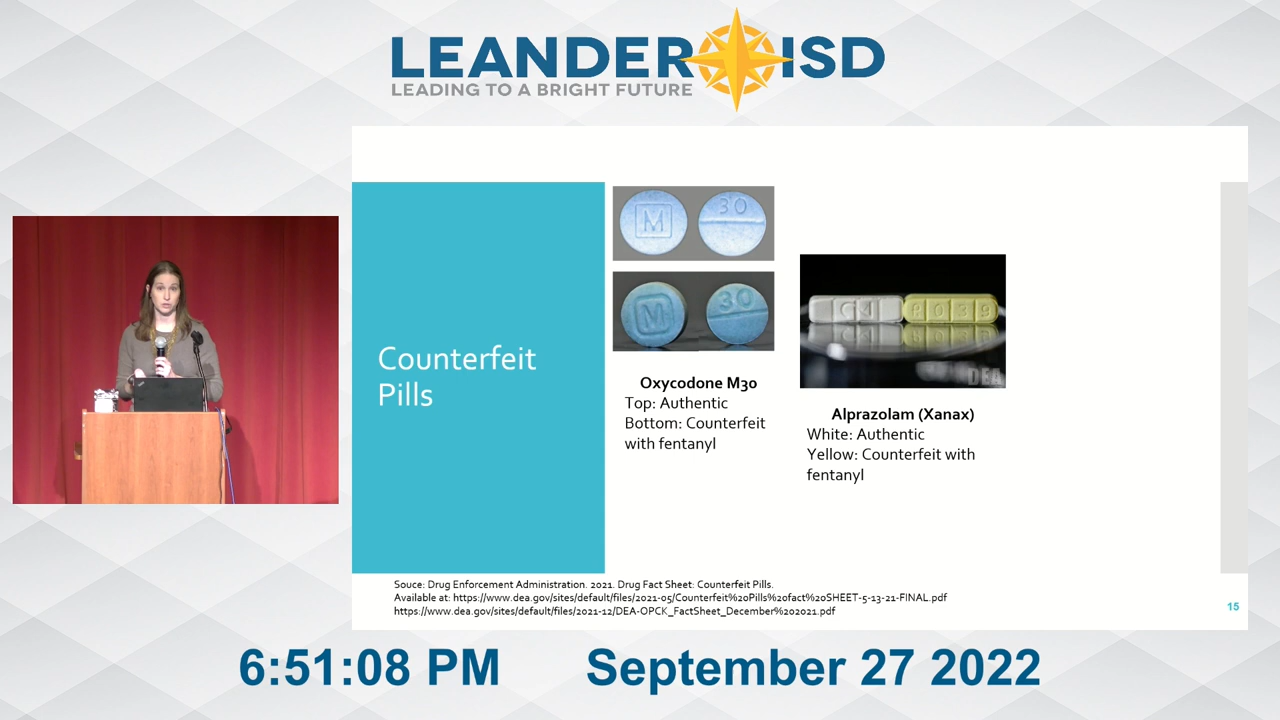 LEANDER ISD
LEADING TO A BRIGHT FUTURE
Counterfeit
Pills
M 30
M 30
Oxycodone M30
Top: Authentic
Bottom: Counterfeit
with fentanyl
DEA
Alprazolam (Xanax)
White: Authentic
Yellow: Counterfeit with
fentanyl
Souce: Drug Enforcement Administration. 2021. Drug Fact Sheet: Counterfeit Pills.
Available at: https://www.dea.gov/sites/default/files/2021-05/Counterfeit%20Pills%20fact%20SHEET-5-13-21-FINAL.pdf
https://www.dea.gov/sites/default/files/2021-12/DEA-OPCK_FactSheet_December%202021.pdf
15
6:51:08 PM September 27 2022